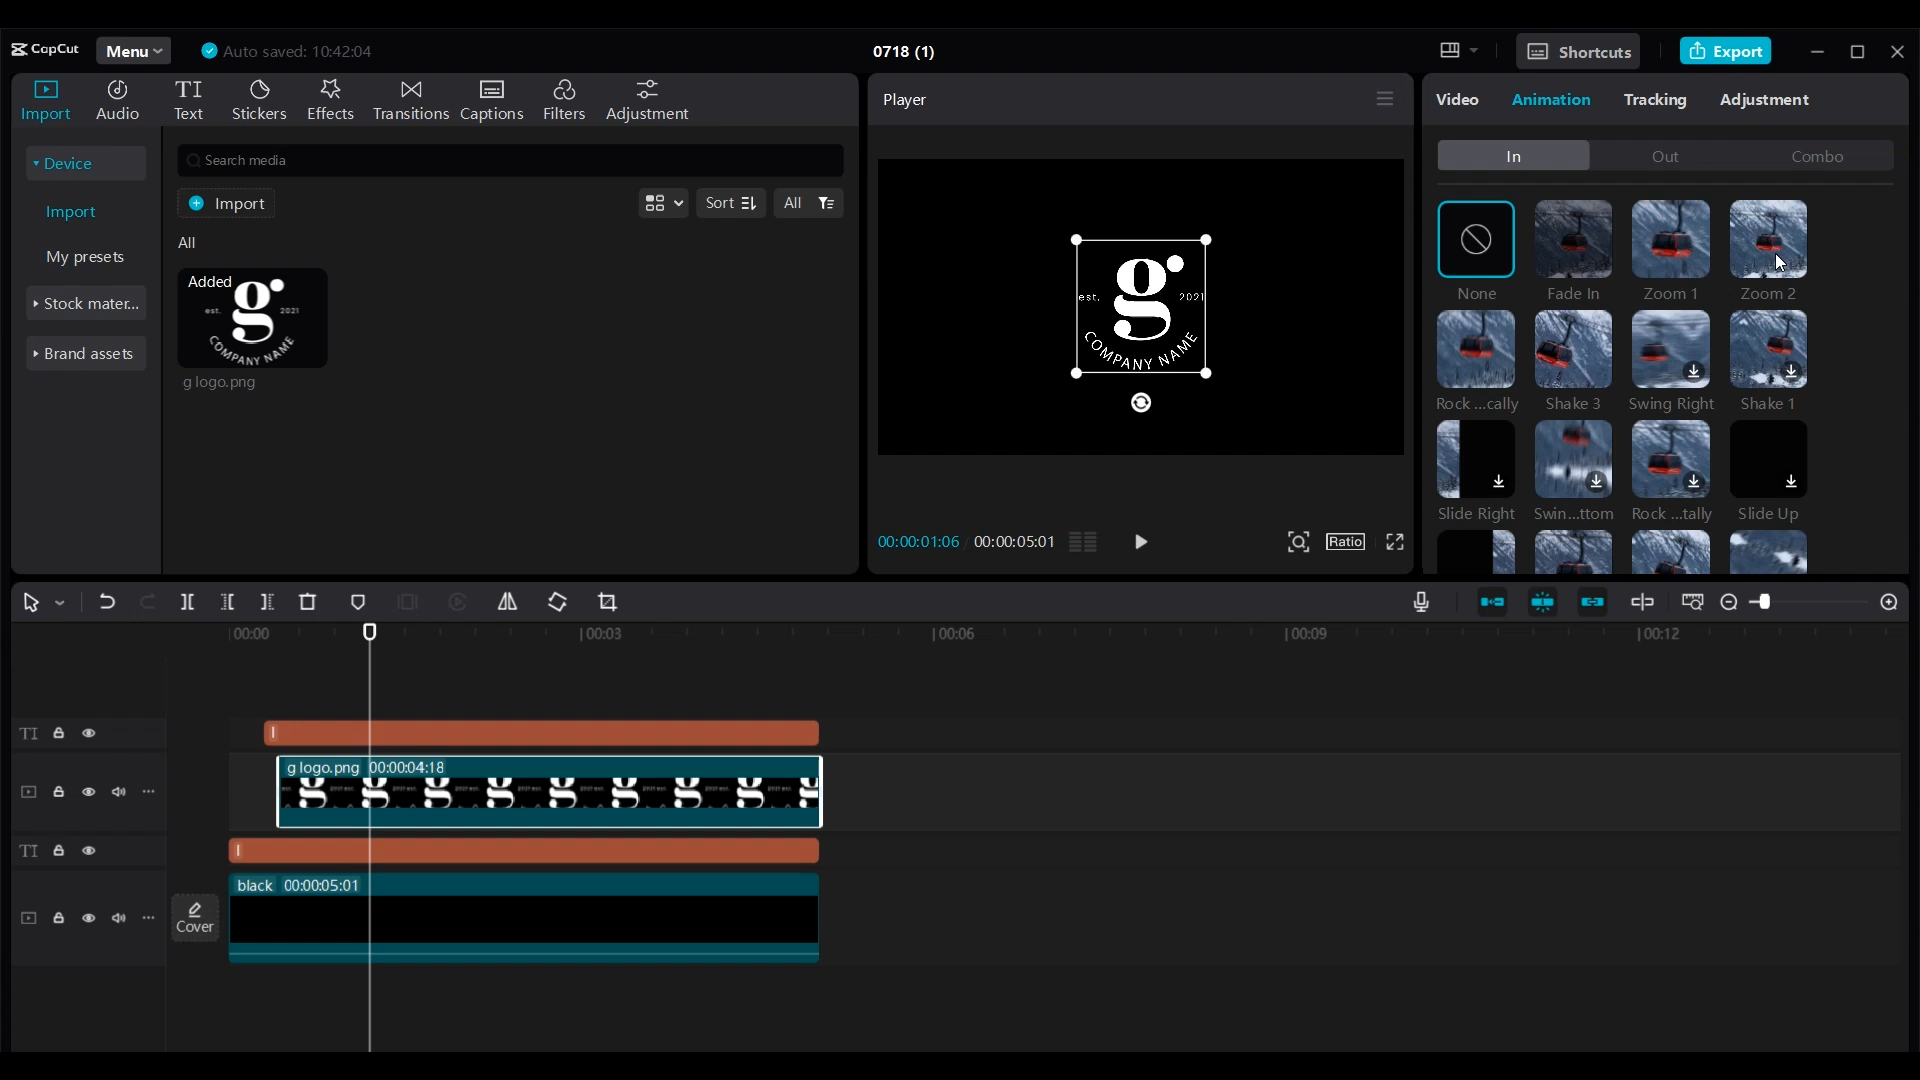 CapCut Menu Auto saved: 10:42:04 0718 (1) Shortcuts Export
Import Audio Text Stickers Effects Transitions Captions Filters Adjustment
Device
Import
My presets
Stock mater...
Brand assets
Search media
Import Sort All
All
Added
g
est. 2021
COMPANY NAME
g logo.png
Player
g
est. 2021
COMPANY NAME
00:00:01:06 00:00:05:01 Ratio
Video Animation Tracking Adjustment
In Out Combo
None Fade In Zoom 1 Zoom 2
Rock ...cally Shake 3 Swing Right Shake 1
Slide Right Swin...ttom Rock ...tally Slide Up
00:00 00:03 00:06 00:09 00:12
TI
g logo.png 00:00:04:18
TI
black 00:00:05:01
Cover